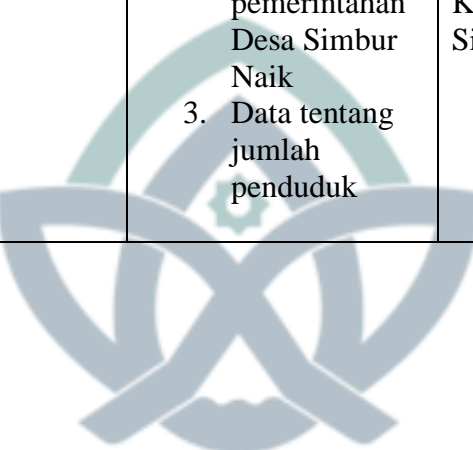 pemerintahan
Desa Simbur
Naik
3. Data tentang
jumlah
penduduk